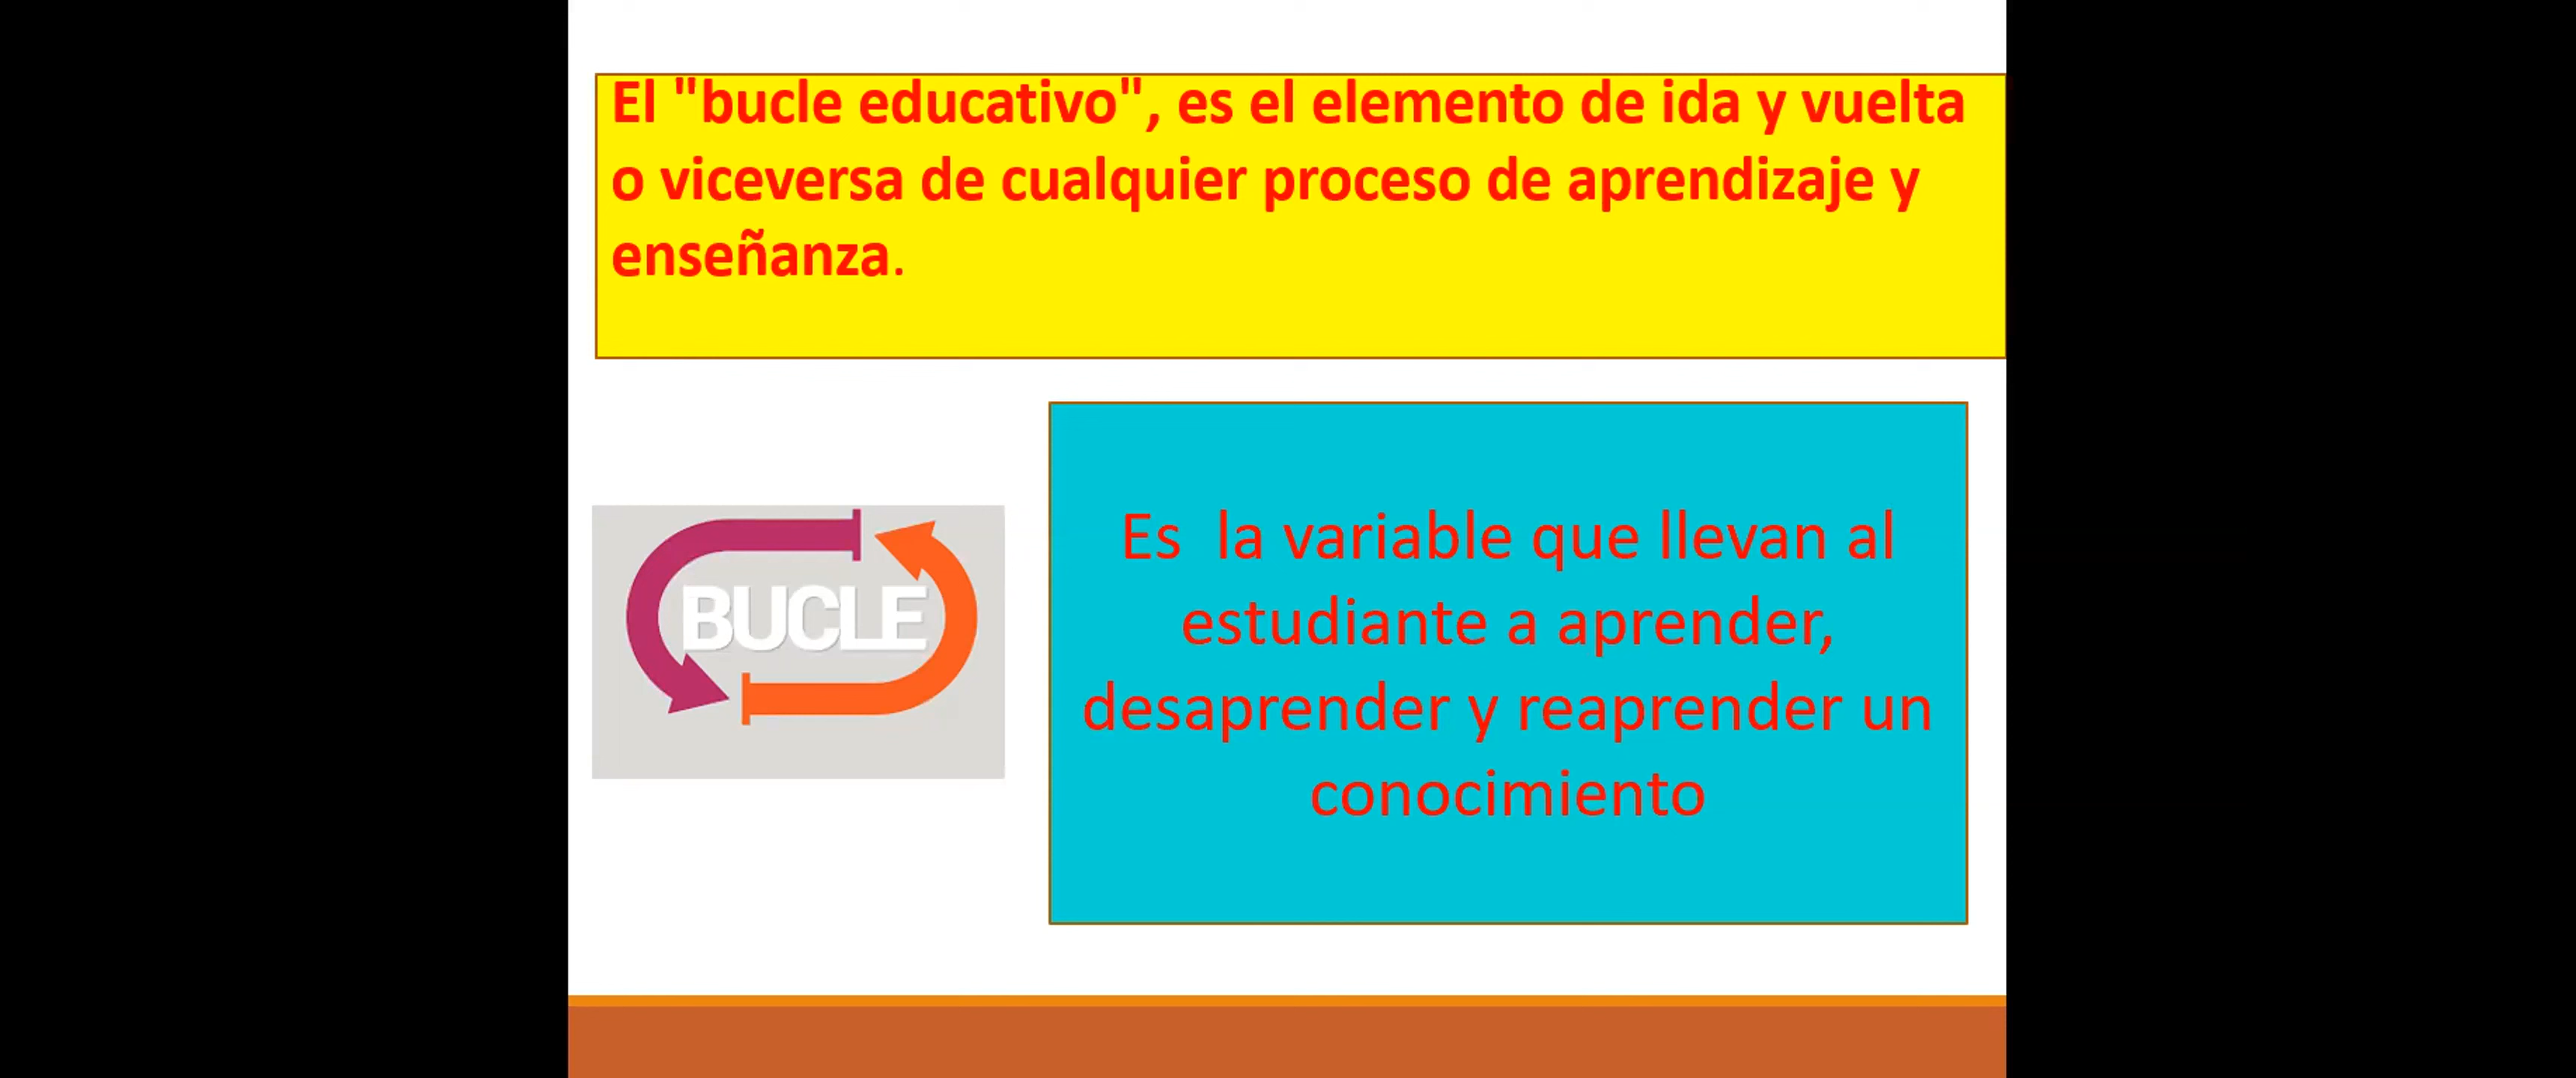 El "bucle educativo", es el elemento de ida y vuelta
o viceversa de cualquier proceso de aprendizaje y
enseñanza.
BUCLE
Es  la variable que llevan al
estudiante a aprender,
desaprender y reaprender un
conocimiento